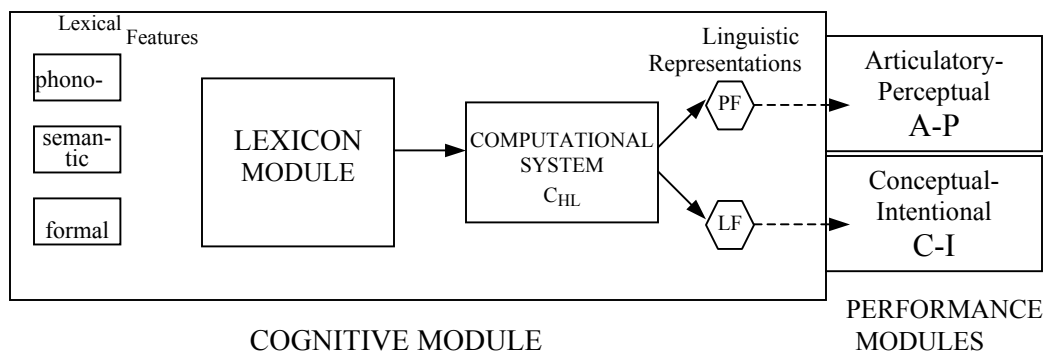 Lexical
Features
phono-
seman-
tic
formal
LEXICON
MODULE
COMPUTATIONAL
SYSTEM
CHL
Linguistic
Representations
PF
LF
Articulatory-
Perceptual
A-P
Conceptual-
Intentional
C-I
COGNITIVE MODULE
PERFORMANCE
MODULES